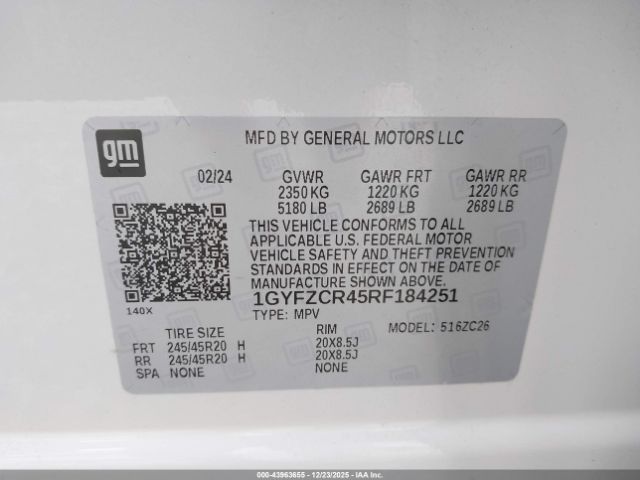 gm
MFD BY GENERAL MOTORS LLC
02/24 GVWR GAWR FRT GAWR RR
2350 KG 1220 KG 1220 KG
5180 LB 2689 LB 2689 LB
THIS VEHICLE CONFORMS TO ALL
APPLICABLE U.S. FEDERAL MOTOR
VEHICLE SAFETY AND THEFT PREVENTION
STANDARDS IN EFFECT ON THE DATE OF
MANUFACTURE SHOWN ABOVE.
140X
1GYFZCR45RF184251
TYPE: MPV
TIRE SIZE RIM MODEL: 516ZC26
FRT 245/45R20 H 20X8.5J
RR 245/45R20 H 20X8.5J
SPA NONE NONE
000-43963655 - 12/23/2025 - IAAI.COM - COPYRIGHT IAA, LLC